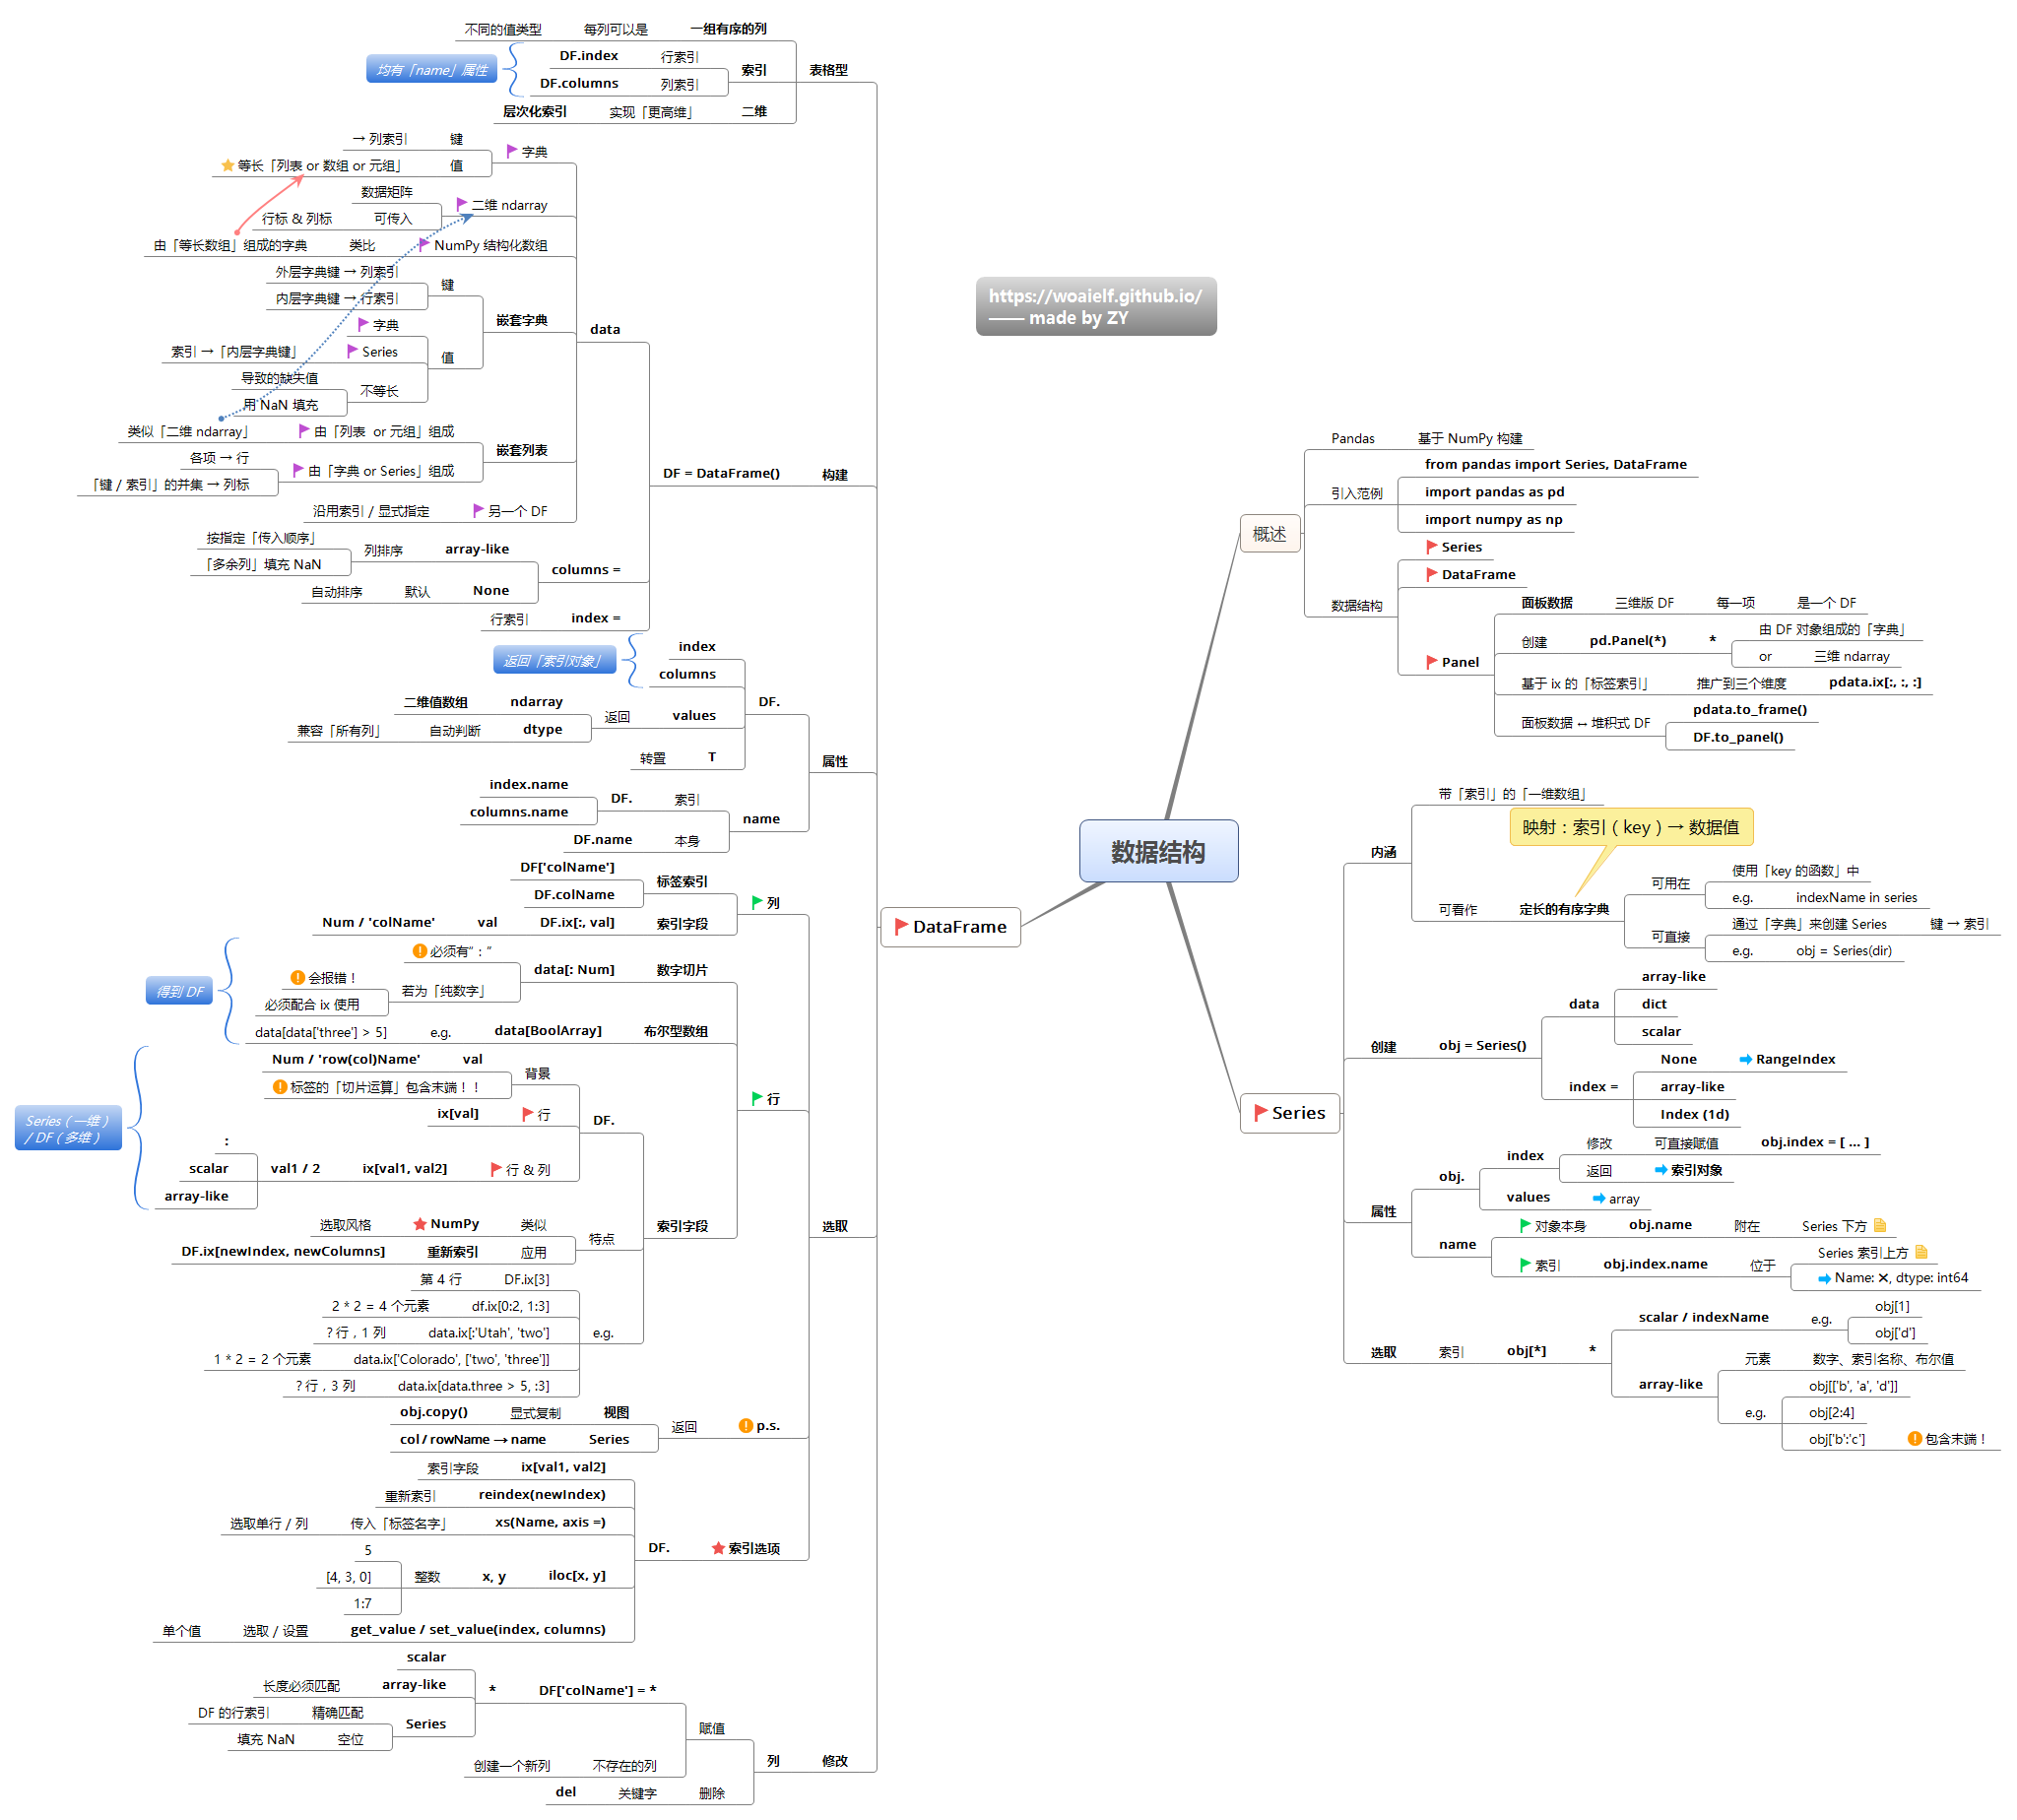 数据结构
https://woaielf.github.io/
—— made by ZY
概述
Pandas 基于 NumPy 构建
引入范例
from pandas import Series, DataFrame
import pandas as pd
import numpy as np
数据结构
Series
DataFrame
Panel
面板数据 三维版 DF 每一项 是一个 DF
创建 pd.Panel(*) *
由 DF 对象组成的「字典」
or 三维 ndarray
基于 ix 的「标签索引」 推广到三个维度 pdata.ix[:, :, :]
面板数据 ↔ 堆积式 DF
pdata.to_frame()
DF.to_panel()
Series
内涵
带「索引」的「一维数组」
映射：索引（key）→ 数据值
可看作 定长的有序字典
可用在
使用「key 的函数」中
e.g. indexName in series
可直接
通过「字典」来创建 Series 键 → 索引
e.g. obj = Series(dir)
创建 obj = Series()
data
array-like
dict
scalar
index =
None RangeIndex
array-like
Index (1d)
属性
obj.
index
修改 可直接赋值 obj.index = [ ... ]
返回 索引对象
values array
name
对象本身 obj.name 附在 Series 下方
索引 obj.index.name 位于
Series 索引上方
Name: ✕, dtype: int64
选取 索引 obj[*] *
scalar / indexName e.g.
obj[1]
obj['d']
array-like
元素 数字、索引名称、布尔值
e.g.
obj[['b', 'a', 'd']]
obj[2:4]
obj['b':'c'] 包含末端！
DataFrame
表格型
不同的值类型 每列可以是 一组有序的列
索引
DF.index 行索引
DF.columns 列索引
均有「name」属性
层次化索引 实现「更高维」 二维
构建
DF = DataFrame()
data
字典
→ 列索引 键
等长「列表 or 数组 or 元组」 值
二维 ndarray
数据矩阵
行标 & 列标 可传入
由「等长数组」组成的字典 类比 NumPy 结构化数组
嵌套字典
键
外层字典键 → 列索引
内层字典键 → 行索引
值
字典
索引 →「内层字典键」 Series
不等长
导致的缺失值
用 NaN 填充
嵌套列表
类似「二维 ndarray」 由「列表 or 元组」组成
由「字典 or Series」组成
各项 → 行
「键 / 索引」的并集 → 列标
沿用索引 / 显式指定 另一个 DF
columns =
array-like 列排序
按指定「传入顺序」
「多余列」填充 NaN
自动排序 默认 None
行索引 index =
属性
DF.
index
columns
返回「索引对象」
values 返回
二维值数组 ndarray
兼容「所有列」 自动判断 dtype
转置 T
name
索引 DF.
index.name
columns.name
DF.name 本身
选取
列
标签索引
DF['colName']
DF.colName
Num / 'colName' val DF.ix[:, val] 索引字段
行
data[: Num] 数字切片
必须有“ : ”
若为「纯数字」
会报错！
必须配合 ix 使用
data[data['three'] > 5] e.g. data[BoolArray] 布尔型数组
得到 DF
索引字段
DF.
背景
Num / 'row(col)Name' val
标签的「切片运算」包含末端！！
ix[val] 行
val1 / 2 ix[val1, val2] 行 & 列
:
scalar
array-like
Series（一维）
/ DF（多维）
特点
选取风格 NumPy 类似
DF.ix[newIndex, newColumns] 重新索引 应用
e.g.
第 4 行 DF.ix[3]
2 * 2 = 4 个元素 df.ix[0:2, 1:3]
? 行，1 列 data.ix[:'Utah', 'two']
1 * 2 = 2 个元素 data.ix['Colorado', ['two', 'three']]
? 行，3 列 data.ix[data.three > 5, :3]
返回 p.s.
obj.copy() 显式复制 视图
col / rowName → name Series
DF. 索引选项
索引字段 ix[val1, val2]
重新索引 reindex(newIndex)
选取单行 / 列 传入「标签名字」 xs(Name, axis =)
整数 x, y iloc[x, y]
5
[4, 3, 0]
1:7
单个值 选取 / 设置 get_value / set_value(index, columns)
修改
列
赋值
* DF['colName'] = *
scalar
长度必须匹配 array-like
Series
DF 的行索引 精确匹配
填充 NaN 空位
创建一个新列 不存在的列
del 关键字 删除